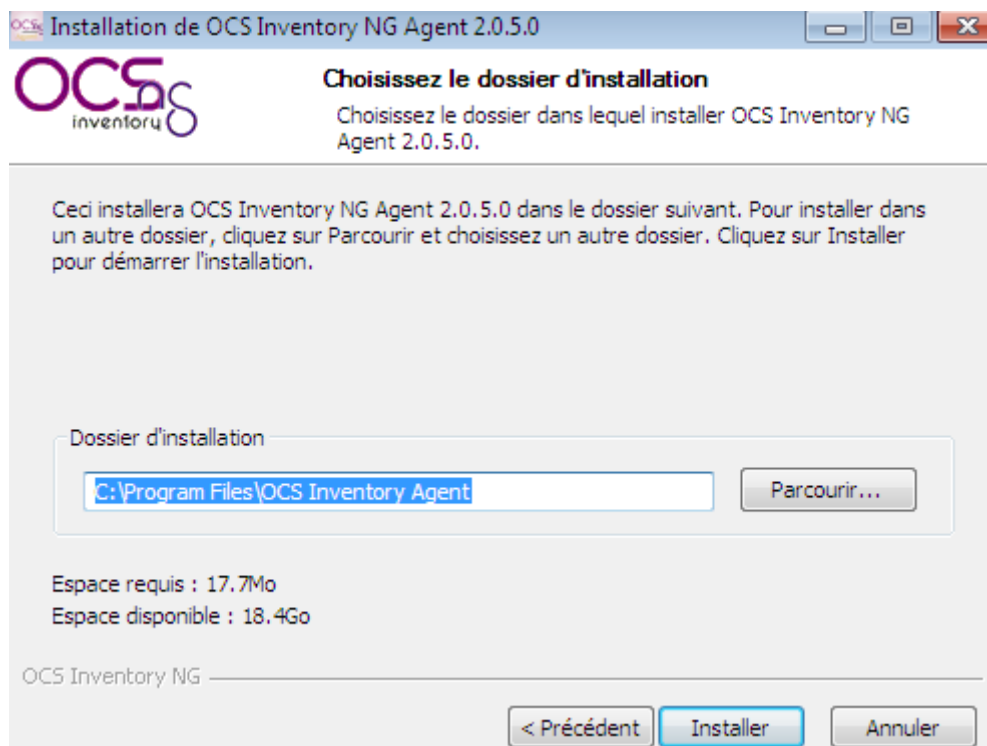 OCSng Installation de OCS Inventory NG Agent 2.0.5.0
OCSng
inventory
Choisissez le dossier d'installation
Choisissez le dossier dans lequel installer OCS Inventory NG
Agent 2.0.5.0.
Ceci installera OCS Inventory NG Agent 2.0.5.0 dans le dossier suivant. Pour installer dans
un autre dossier, cliquez sur Parcourir et choisissez un autre dossier. Cliquez sur Installer
pour démarrer l'installation.
Dossier d'installation
C:\Program Files\OCS Inventory Agent
Parcourir...
Espace requis : 17.7Mo
Espace disponible : 18.4Go
OCS Inventory NG
< Précédent
Installer
Annuler